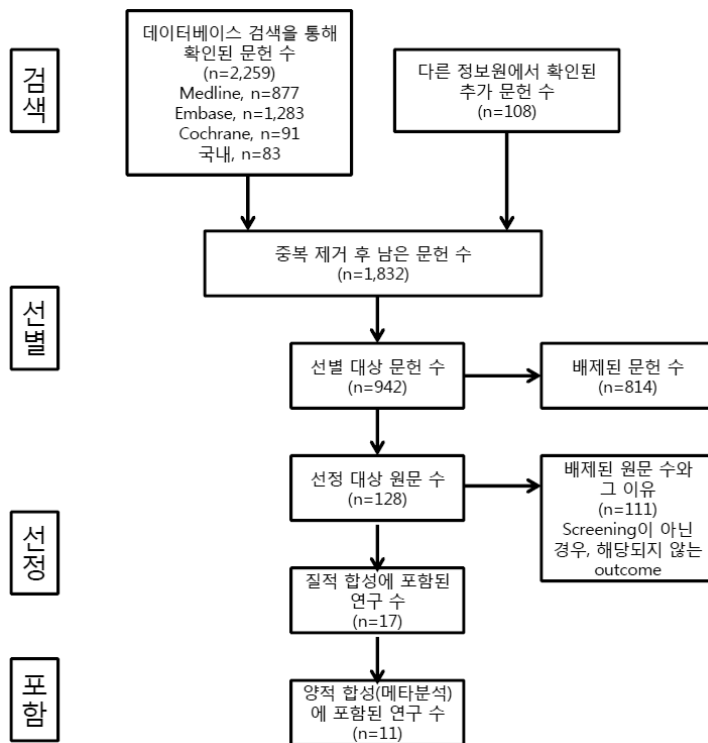 검색
데이터베이스 검색을 통해
확인된 문헌 수
(n=2,259)
Medline, n=877
Embase, n=1,283
Cochrane, n=91
국내, n=83
다른 정보원에서 확인된
추가 문헌 수
(n=108)
중복 제거 후 남은 문헌 수
(n=1,832)
선별
선별 대상 문헌 수
(n=942)
배제된 문헌 수
(n=814)
선정
선정 대상 원문 수
(n=128)
배제된 원문 수와
그 이유
(n=111)
Screening이 아닌
경우, 해당되지 않는
outcome
질적 합성에 포함된
연구 수
(n=17)
포함
양적 합성(메타분석)
에 포함된 연구 수
(n=11)